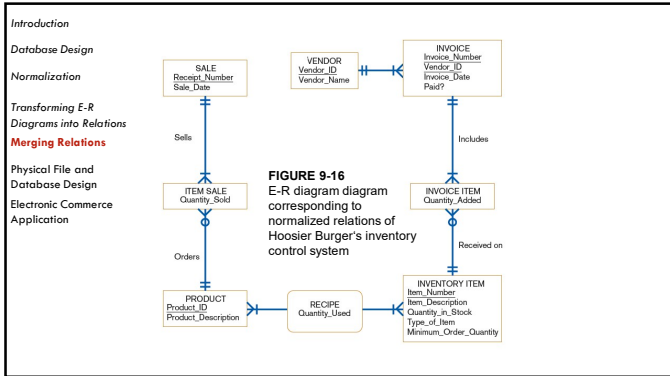 Introduction
Database Design
Normalization
Transforming E-R
Diagrams into Relations
Merging Relations
Physical File and
Database Design
Electronic Commerce
Application
SALE
Receipt_Number
Sale_Date
VENDOR
Vendor_ID
Vendor_Name
INVOICE
Invoice_Number
Vendor_ID
Invoice_Date
Paid?
Sells
Includes
ITEM SALE
Quantity_Sold
FIGURE 9-16
E-R diagram diagram
corresponding to
normalized relations of
Hoosier Burger's inventory
control system
INVOICE ITEM
Quantity_Added
Orders
Received on
PRODUCT
Product_ID
Product_Description
RECIPE
Quantity_Used
INVENTORY ITEM
Item_Number
Item_Description
Quantity_in_Stock
Type_of_Item
Minimum_Order_Quantity